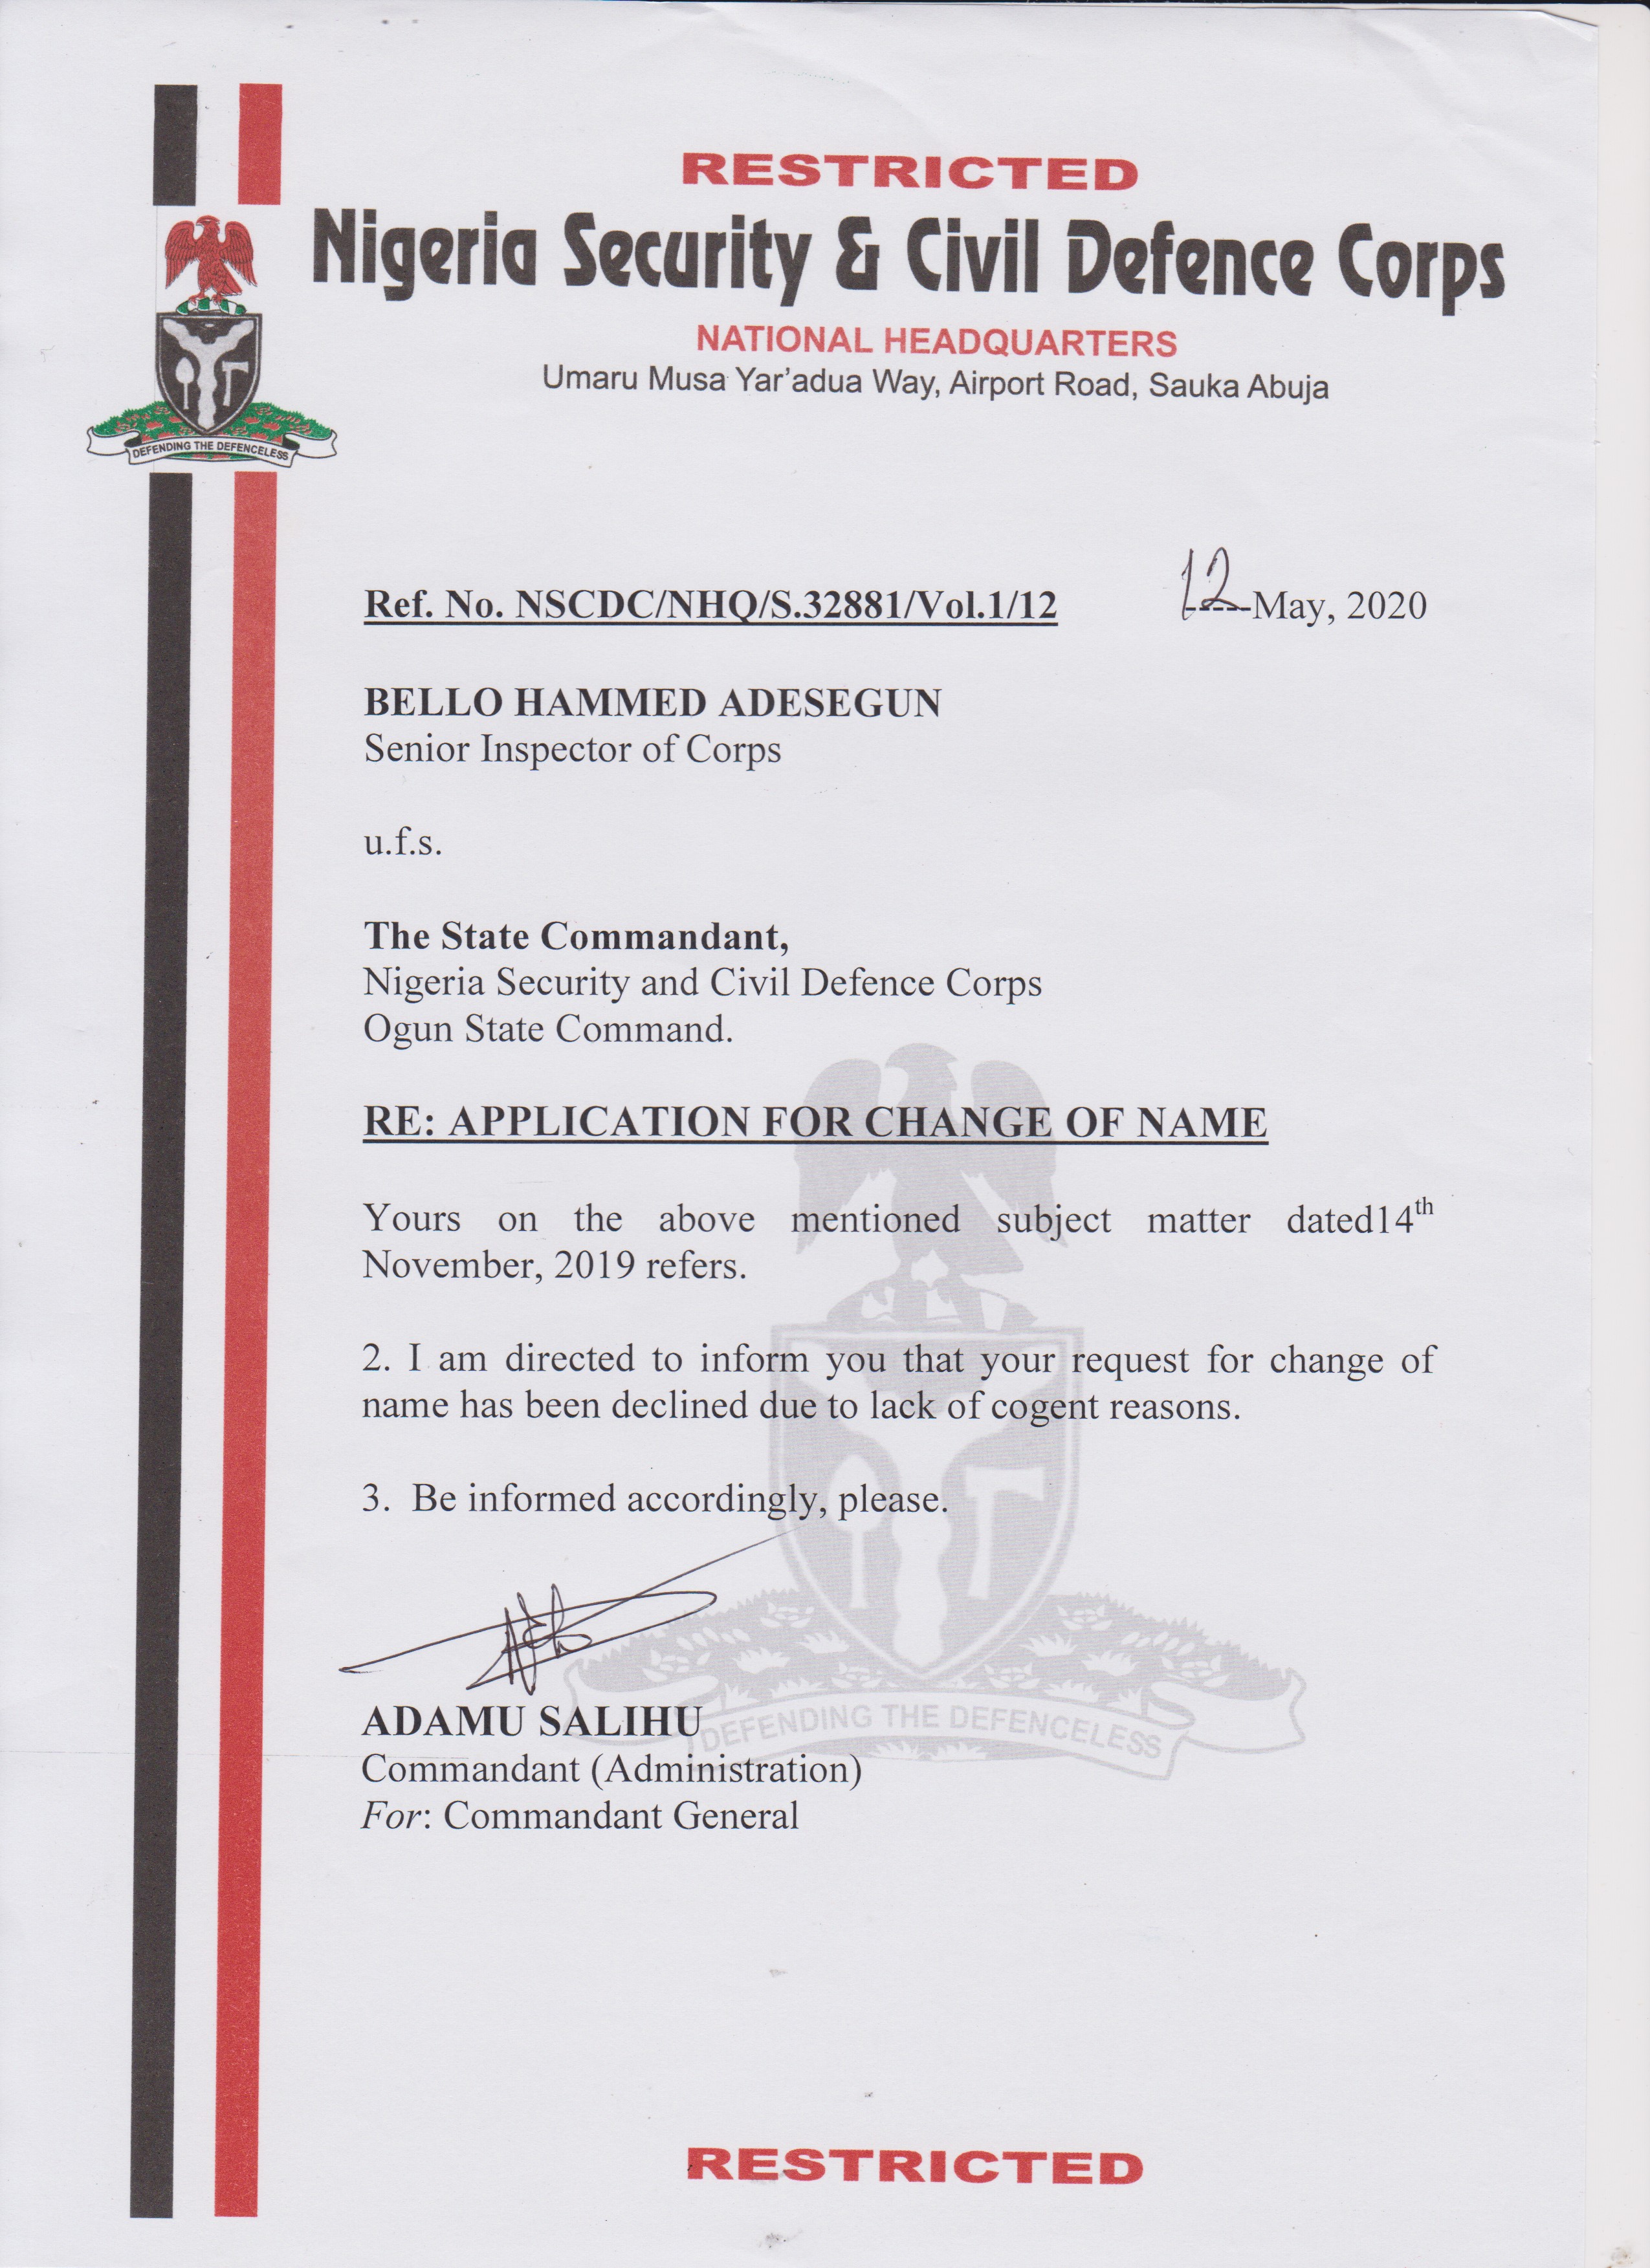 RESTRICTED
Nigeria Security & Civil Defence Corps
NATIONAL HEADQUARTERS
Umaru Musa Yar'adua Way, Airport Road, Sauka Abuja
DEFENDING THE DEFENCELESS
Ref. No. NSCDC/NHQ/S.32881/Vol.1/12 12-May, 2020
BELLO HAMMED ADESEGUN
Senior Inspector of Corps
u.f.s.
The State Commandant,
Nigeria Security and Civil Defence Corps
Ogun State Command.
RE: APPLICATION FOR CHANGE OF NAME
Yours on the above mentioned subject matter dated14th
November, 2019 refers.
2. I am directed to inform you that your request for change of
name has been declined due to lack of cogent reasons.
3. Be informed accordingly, please.
ADAMU SALIHU
DEFENDING THE DEFENCELESS
Commandant (Administration)
For: Commandant General
RESTRICTED